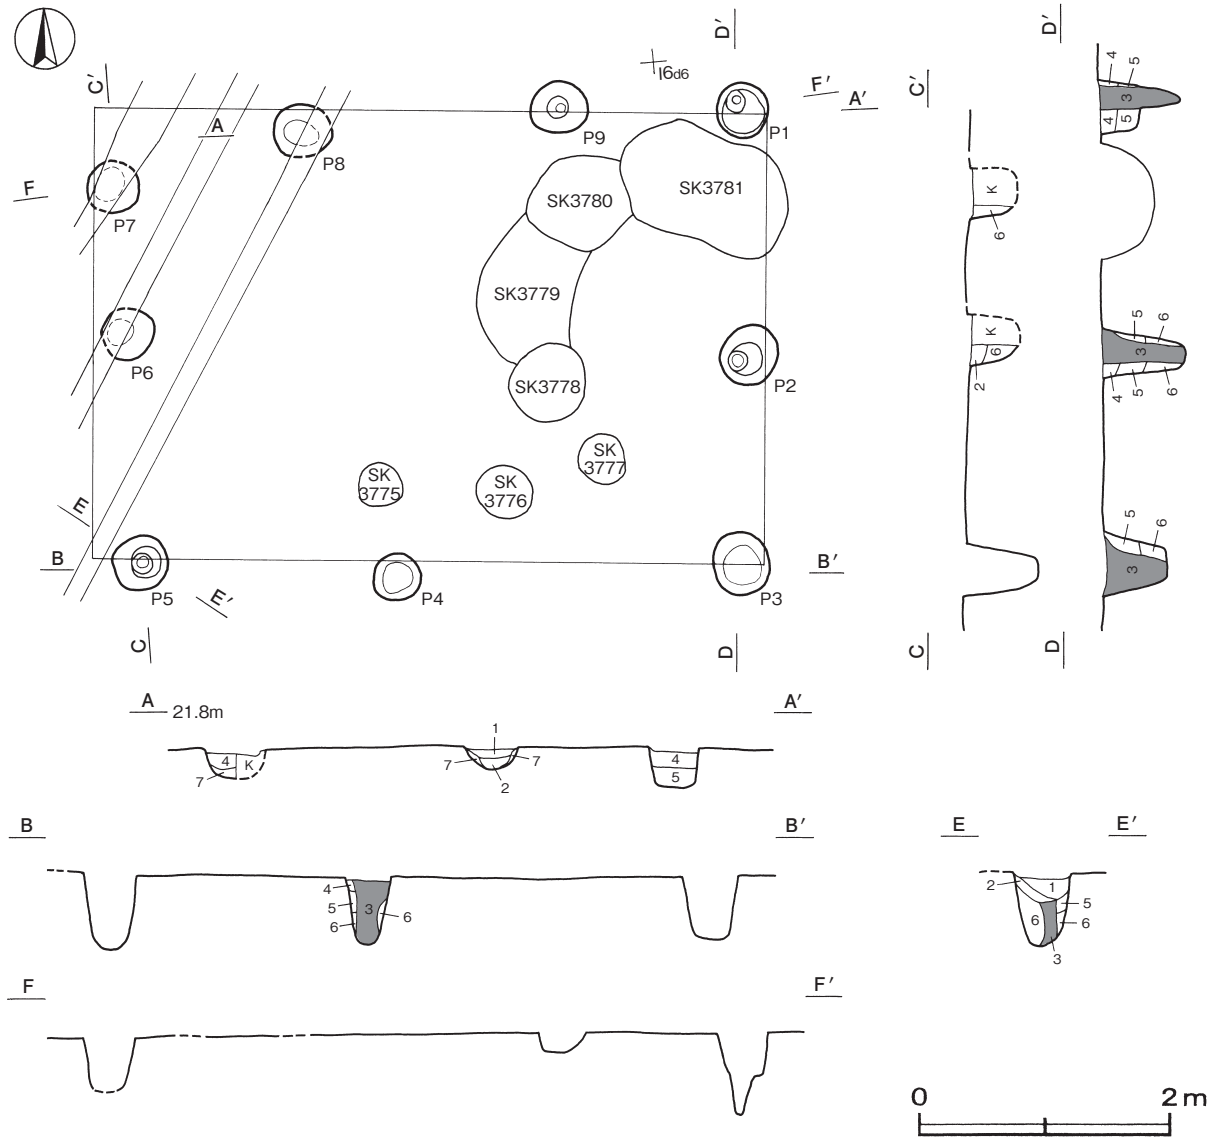 D′
D′
I6d6
C′
F′
A′
C′
A
P9
P1
P8
F
SK3781
SK3780
P7
SK3779
P2
P6
SK3778
SK
3777
SK
3775
SK
3776
E
B
B′
P5
E′
P4
P3
C
D
C
D
4
5
3
4
5
K
6
K
6
2
5
6
3
4
5
6
5
6
3
A
21.8m
A′
1
4
K
7
7
7
2
4
5
B
B′
E
E′
4
5
3
6
6
2
1
5
6
6
3
F
F′
0
2m